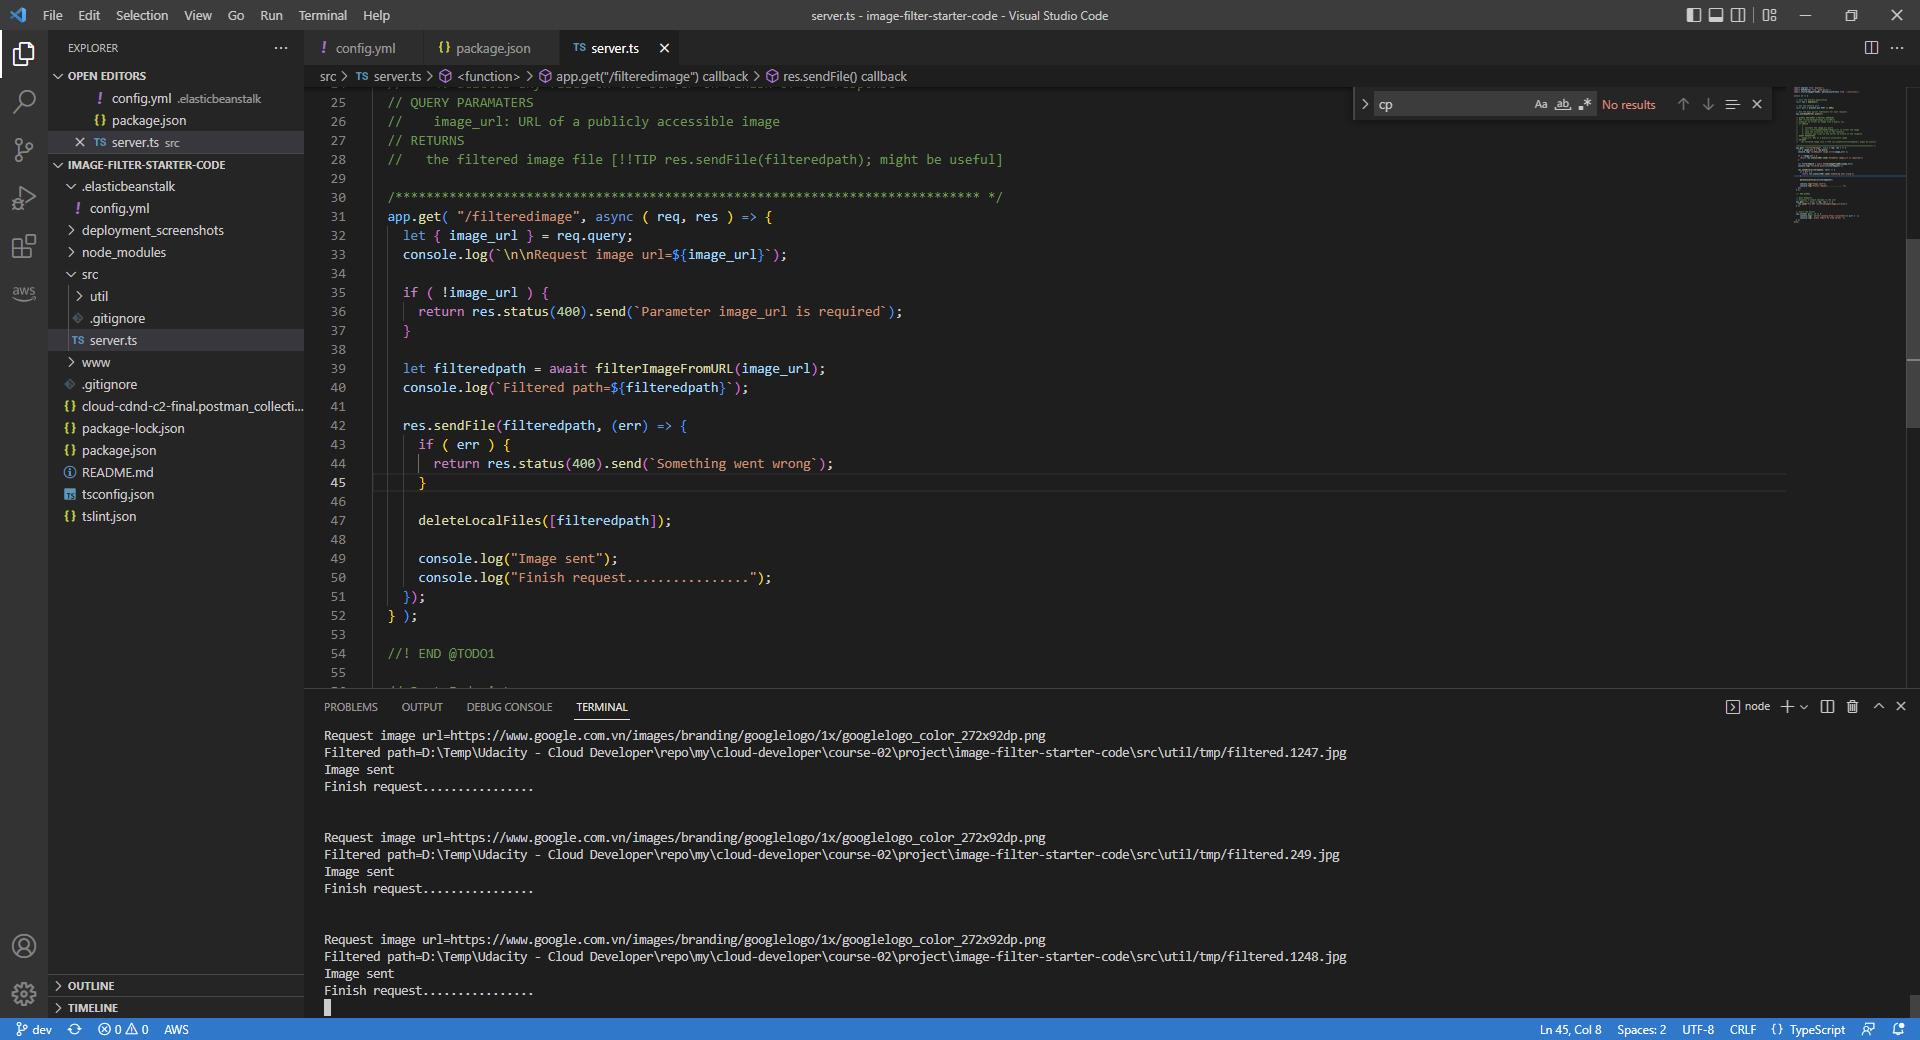 File Edit Selection View Go Run Terminal Help
server.ts - image-filter-starter-code - Visual Studio Code
EXPLORER
OPEN EDITORS
! config.yml .elasticbeanstalk
{} package.json
TS server.ts src
IMAGE-FILTER-STARTER-CODE
.elasticbeanstalk
! config.yml
deployment_screenshots
node_modules
src
util
.gitignore
TS server.ts
www
.gitignore
{} cloud-cdnd-c2-final.postman_collecti...
{} package-lock.json
{} package.json
README.md
TS tsconfig.json
{} tslint.json
OUTLINE
TIMELINE
! config.yml {} package.json TS server.ts
src > TS server.ts > <function> > app.get("/filteredimage") callback > res.sendFile() callback
cp Aa ab No results
25 // QUERY PARAMATERS
26 //    image_url: URL of a publicly accessible image
27 // RETURNS
28 //   the filtered image file [!!TIP res.sendFile(filteredpath); might be useful]
29
30 /**************************************************************************** */
31 app.get( "/filteredimage", async ( req, res ) => {
32   let { image_url } = req.query;
33   console.log(`\n\nRequest image url=${image_url}`);
34
35   if ( !image_url ) {
36     return res.status(400).send(`Parameter image_url is required`);
37   }
38
39   let filteredpath = await filterImageFromURL(image_url);
40   console.log(`Filtered path=${filteredpath}`);
41
42   res.sendFile(filteredpath, (err) => {
43     if ( err ) {
44       return res.status(400).send(`Something went wrong`);
45     }
46
47     deleteLocalFiles([filteredpath]);
48
49     console.log("Image sent");
50     console.log("Finish request................");
51   });
52 } );
53
54 //! END @TODO1
55
PROBLEMS OUTPUT DEBUG CONSOLE TERMINAL
node
Request image url=https://www.google.com.vn/images/branding/googlelogo/1x/googlelogo_color_272x92dp.png
Filtered path=D:\Temp\Udacity - Cloud Developer\repo\my\cloud-developer\course-02\project\image-filter-starter-code\src\util/tmp/filtered.1247.jpg
Image sent
Finish request................
Request image url=https://www.google.com.vn/images/branding/googlelogo/1x/googlelogo_color_272x92dp.png
Filtered path=D:\Temp\Udacity - Cloud Developer\repo\my\cloud-developer\course-02\project\image-filter-starter-code\src\util/tmp/filtered.249.jpg
Image sent
Finish request................
Request image url=https://www.google.com.vn/images/branding/googlelogo/1x/googlelogo_color_272x92dp.png
Filtered path=D:\Temp\Udacity - Cloud Developer\repo\my\cloud-developer\course-02\project\image-filter-starter-code\src\util/tmp/filtered.1248.jpg
Image sent
Finish request................
dev 0 0 AWS
Ln 45, Col 8 Spaces: 2 UTF-8 CRLF {} TypeScript
aws